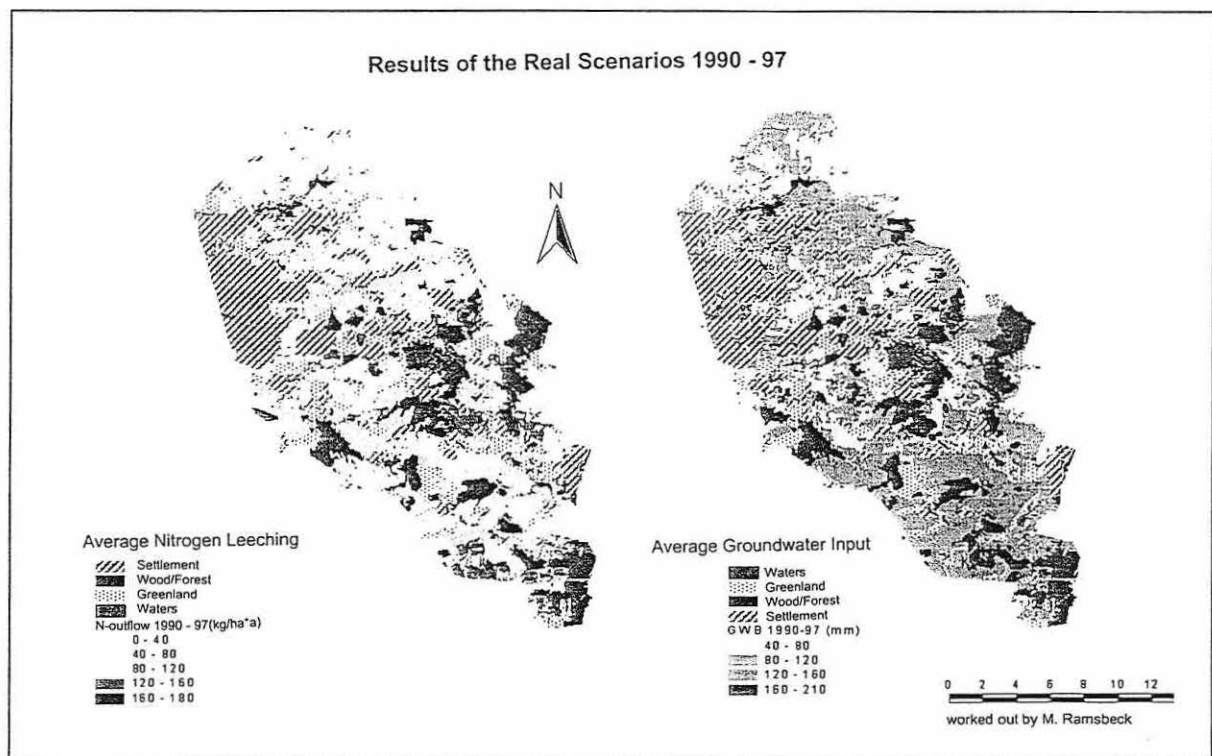 Results of the Real Scenarios 1990 - 97
N
Average Nitrogen Leeching
Settlement
Wood/Forest
Greenland
Waters
N-outflow 1990 - 97(kg/ha*a)
0 - 40
40 - 80
80 - 120
120 - 160
160 - 180
Average Groundwater Input
Waters
Greenland
Wood/Forest
Settlement
GWB 1990-97 (mm)
40 - 80
80 - 120
120 - 160
160 - 210
0 2 4 6 8 10 12
worked out by M. Ramsbeck